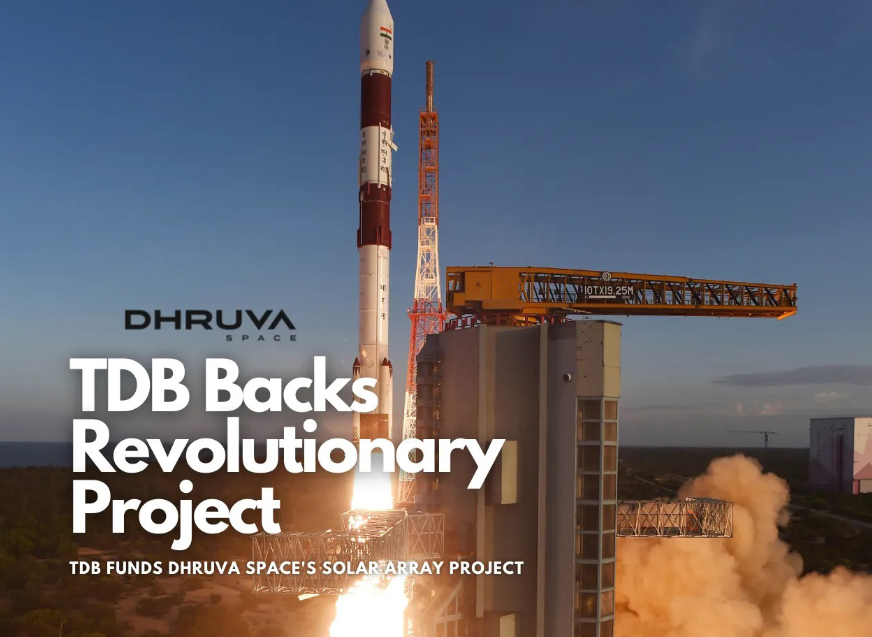 DHRUVA
SPACE
TDB Backs
Revolutionary
Project
TDB FUNDS DHRUVA SPACE'S SOLAR ARRAY PROJECT
10TX19.25M